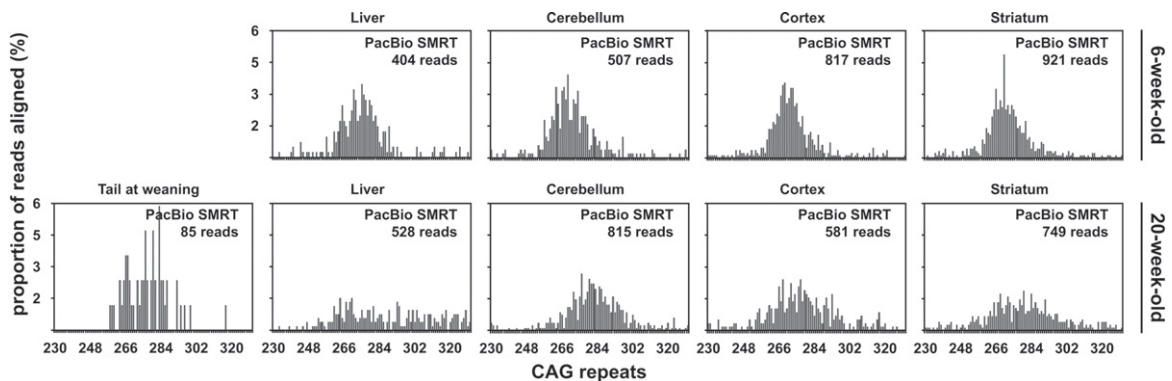 Liver Cerebellum Cortex Striatum
6 PacBio SMRT PacBio SMRT PacBio SMRT PacBio SMRT
5 404 reads 507 reads 817 reads 921 reads
3
2
6-week-old
proportion of reads aligned (%)
Tail at weaning Liver Cerebellum Cortex Striatum
6 PacBio SMRT PacBio SMRT PacBio SMRT PacBio SMRT PacBio SMRT
5 85 reads 528 reads 815 reads 581 reads 749 reads
3
2
20-week-old
230 248 266 284 302 320 230 248 266 284 302 320 230 248 266 284 302 320 230 248 266 284 302 320 230 248 266 284 302 320
CAG repeats